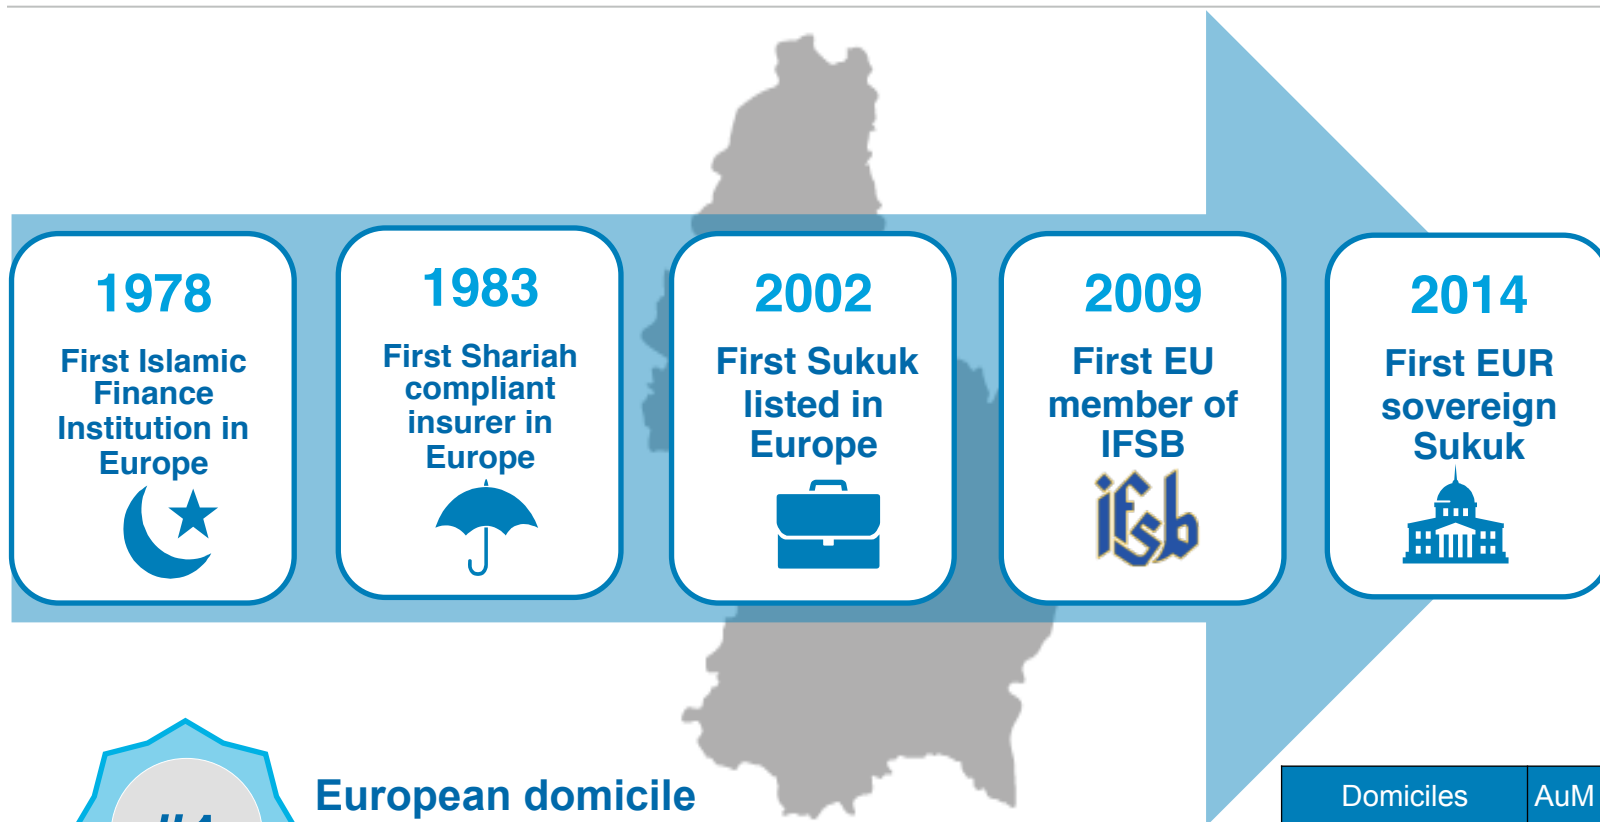 1978
First Islamic
Finance
Institution in
Europe
1983
First Shariah
compliant
insurer in
Europe
2002
First Sukuk
listed in
Europe
2009
First EU
member of
IFSB
ifsb
2014
First EUR
sovereign
Sukuk
European domicile
Domiciles
AuM